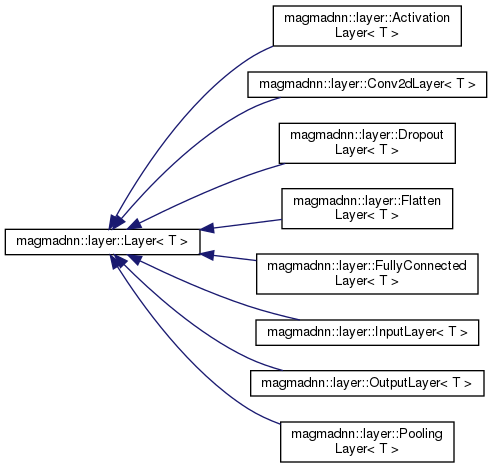 magmadnn::layer::Activation
Layer< T >
magmadnn::layer::Conv2dLayer< T >
magmadnn::layer::Dropout
Layer< T >
magmadnn::layer::Flatten
Layer< T >
magmadnn::layer::Layer< T >
magmadnn::layer::FullyConnected
Layer< T >
magmadnn::layer::InputLayer< T >
magmadnn::layer::OutputLayer< T >
magmadnn::layer::Pooling
Layer< T >